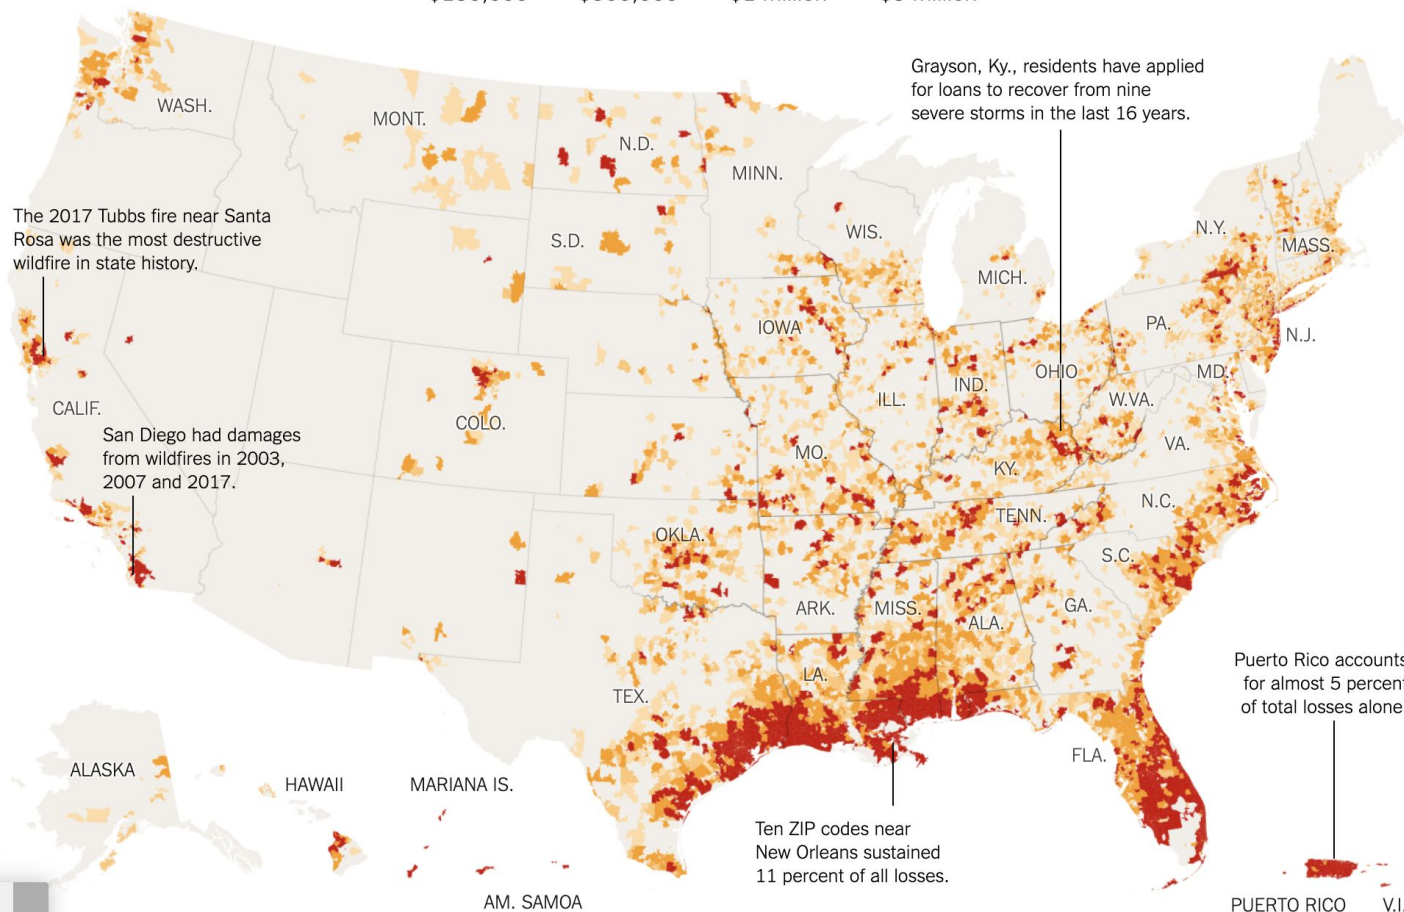 Grayson, Ky., residents have applied
for loans to recover from nine
severe storms in the last 16 years.
WASH.
MONT.
N.D.
MINN.
The 2017 Tubbs fire near Santa
Rosa was the most destructive
wildfire in state history.
S.D.
WIS.
MICH.
N.Y.
MASS.
IOWA
PA.
N.J.
OHIO
MD.
IND.
ILL.
W.VA.
CALIF.
COLO.
San Diego had damages
from wildfires in 2003,
2007 and 2017.
MO.
KY.
VA.
N.C.
TENN.
OKLA.
S.C.
ARK.
MISS.
GA.
ALA.
LA.
TEX.
Puerto Rico accounts
for almost 5 percent
of total losses alone
FLA.
ALASKA
HAWAII
MARIANA IS.
Ten ZIP codes near
New Orleans sustained
11 percent of all losses.
AM. SAMOA
PUERTO RICO
V.I.